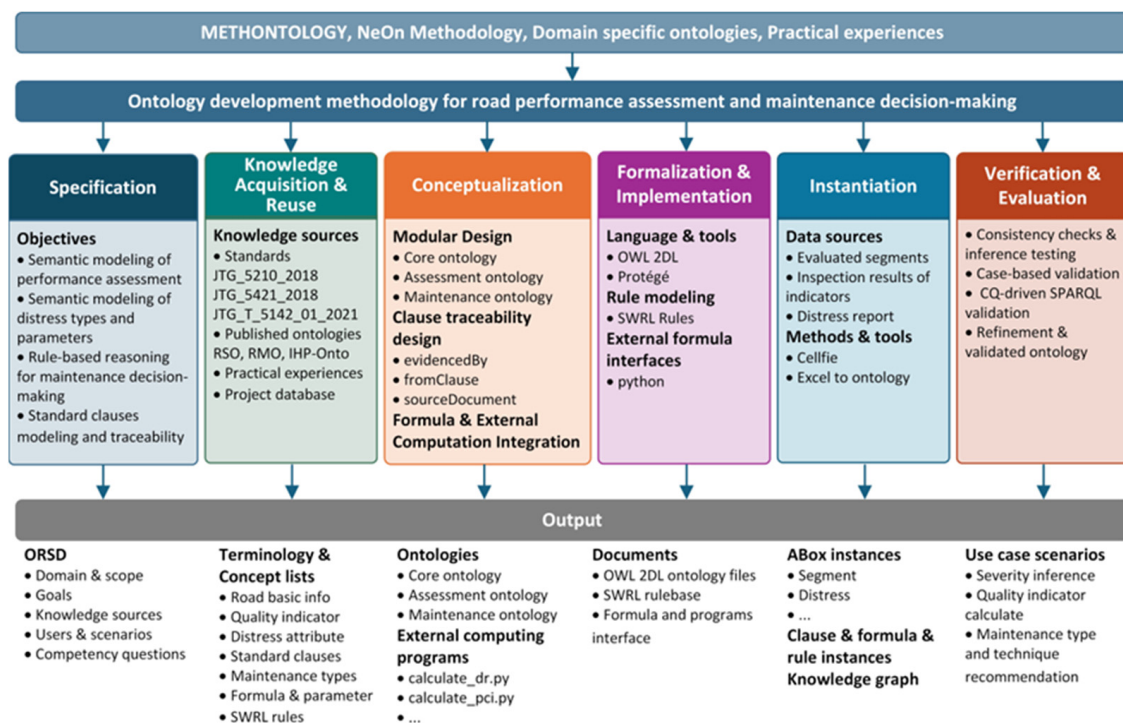 METHONTOLOGY, NeOn Methodology, Domain specific ontologies, Practical experiences
Ontology development methodology for road performance assessment and maintenance decision-making
Specification
Objectives
• Semantic modeling of
performance assessment
• Semantic modeling of
distress types and
parameters
• Rule-based reasoning
for maintenance decision-
making
• Standard clauses
modeling and traceability
Knowledge
Acquisition &
Reuse
Knowledge sources
• Standards
JTG_5210_2018
JTG_5421_2018
JTG_T_5142_01_2021
• Published ontologies
RSO, RMO, IHP-Onto
• Practical experiences
• Project database
Conceptualization
Modular Design
• Core ontology
• Assessment ontology
• Maintenance ontology
Clause traceability
design
• evidencedBy
• fromClause
• sourceDocument
Formula & External
Computation Integration
Formalization &
Implementation
Language & tools
• OWL 2DL
• Protégé
Rule modeling
• SWRL Rules
External formula
interfaces
• python
Instantiation
Data sources
• Evaluated segments
• Inspection results of
indicators
• Distress report
Methods & tools
• Cellfie
• Excel to ontology
Verification &
Evaluation
• Consistency checks &
inference testing
• Case-based validation
• CQ-driven SPARQL
validation
• Refinement &
validated ontology
Output
ORSD
• Domain & scope
• Goals
• Knowledge sources
• Users & scenarios
• Competency questions
Terminology &
Concept lists
• Road basic info
• Quality indicator
• Distress attribute
• Standard clauses
• Maintenance types
• Formula & parameter
• SWRL rules
Ontologies
• Core ontology
• Assessment ontology
• Maintenance ontology
External computing
programs
• calculate_dr.py
• calculate_pci.py
• ...
Documents
• OWL 2DL ontology files
• SWRL rulebase
• Formula and programs
interface
ABox instances
• Segment
• Distress
• ...
Clause & formula &
rule instances
Knowledge graph
Use case scenarios
• Severity inference
• Quality indicator
calculate
• Maintenance type
and technique
recommendation